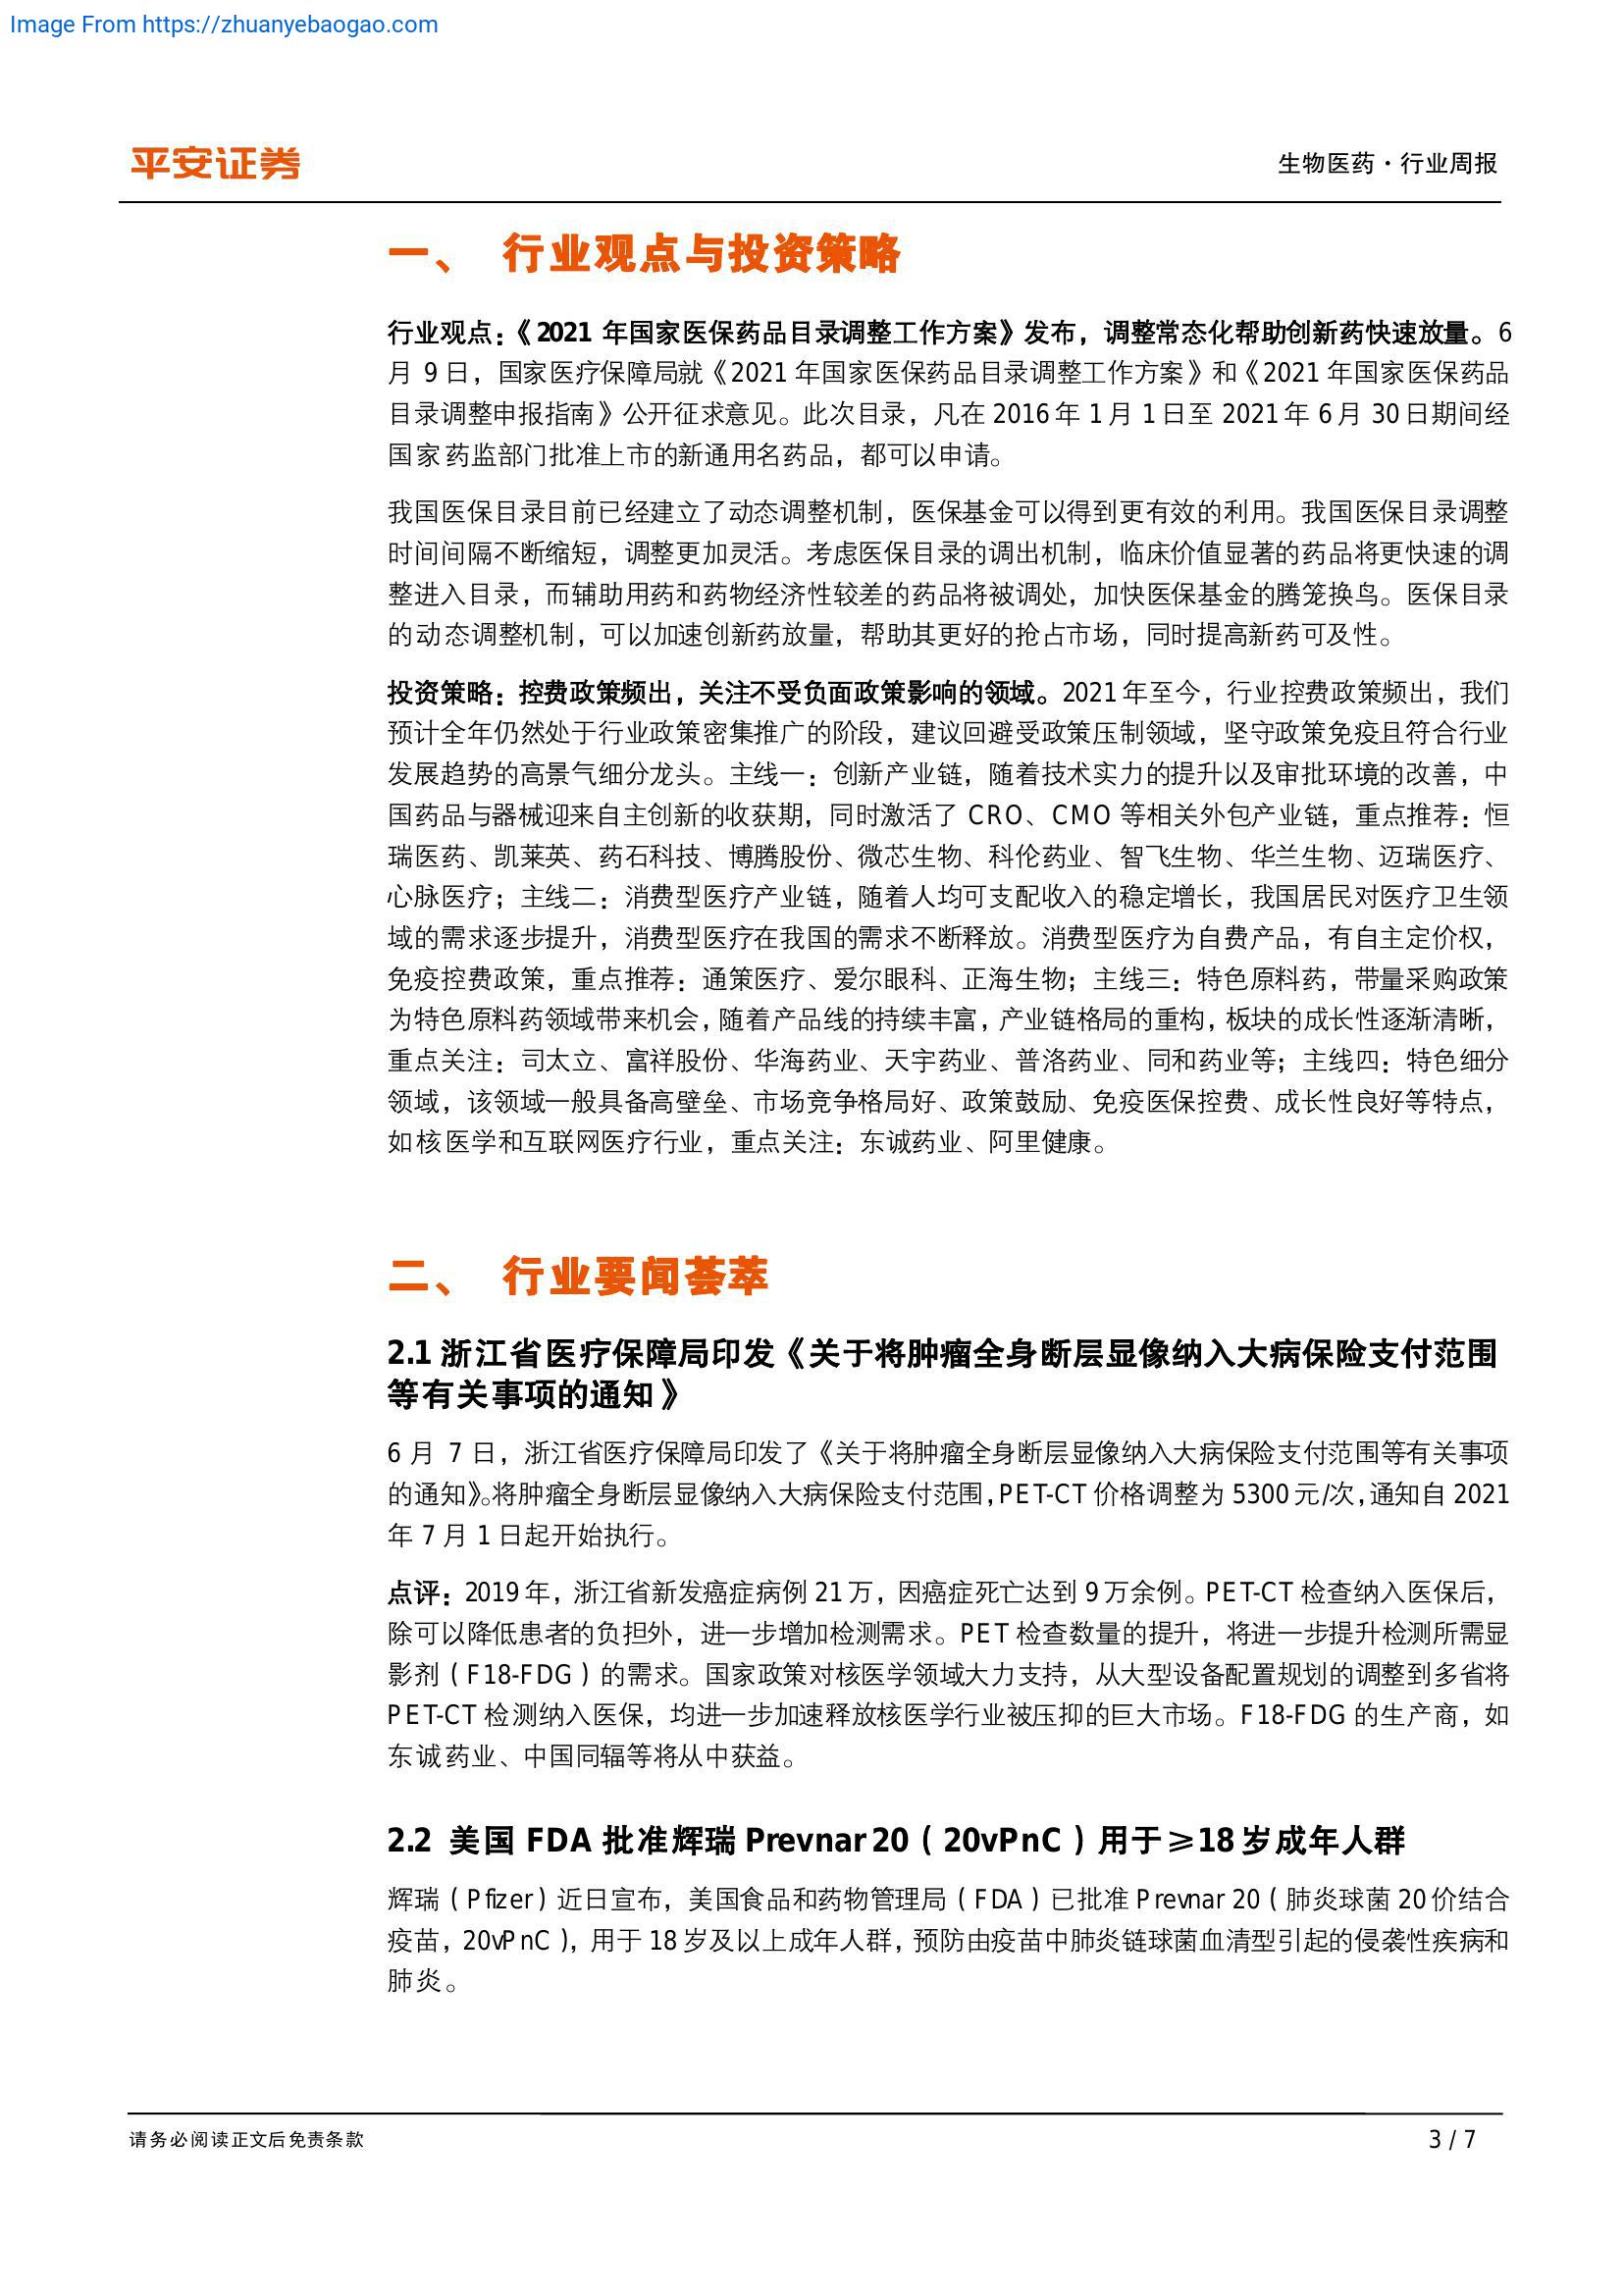 Image From https://zhuanyebaogao.com
平安证券
生物医药·行业周报
一、 行业观点与投资策略
行业观点：《2021 年国家医保药品目录调整工作方案》发布，调整常态化帮助创新药快速放量。6
月 9 日，国家医疗保障局就《2021 年国家医保药品目录调整工作方案》和《2021 年国家医保药品
目录调整申报指南》公开征求意见。此次目录，凡在 2016 年 1 月 1 日至 2021 年 6 月 30 日期间经
国家药监部门批准上市的新通用名药品，都可以申请。
我国医保目录目前已经建立了动态调整机制，医保基金可以得到更有效的利用。我国医保目录调整
时间间隔不断缩短，调整更加灵活。考虑医保目录的调出机制，临床价值显著的药品将更快速的调
整进入目录，而辅助用药和药物经济性较差的药品将被调处，加快医保基金的腾笼换鸟。医保目录
的动态调整机制，可以加速创新药放量，帮助其更好的抢占市场，同时提高新药可及性。
投资策略：控费政策频出，关注不受负面政策影响的领域。2021 年至今，行业控费政策频出，我们
预计全年仍然处于行业政策密集推广的阶段，建议回避受政策压制领域，坚守政策免疫且符合行业
发展趋势的高景气细分龙头。主线一：创新产业链，随着技术实力的提升以及审批环境的改善，中
国药品与器械迎来自主创新的收获期，同时激活了 CRO、CMO 等相关外包产业链，重点推荐：恒
瑞医药、凯莱英、药石科技、博腾股份、微芯生物、科伦药业、智飞生物、华兰生物、迈瑞医疗、
心脉医疗；主线二：消费型医疗产业链，随着人均可支配收入的稳定增长，我国居民对医疗卫生领
域的需求逐步提升，消费型医疗在我国的需求不断释放。消费型医疗为自费产品，有自主定价权，
免疫控费政策，重点推荐：通策医疗、爱尔眼科、正海生物；主线三：特色原料药，带量采购政策
为特色原料药领域带来机会，随着产品线的持续丰富，产业链格局的重构，板块的成长性逐渐清晰，
重点关注：司太立、富祥股份、华海药业、天宇药业、普洛药业、同和药业等；主线四：特色细分
领域，该领域一般具备高壁垒、市场竞争格局好、政策鼓励、免疫医保控费、成长性良好等特点，
如核医学和互联网医疗行业，重点关注：东诚药业、阿里健康。
二、 行业要闻荟萃
2.1 浙江省医疗保障局印发《关于将肿瘤全身断层显像纳入大病保险支付范围
等有关事项的通知》
6 月 7 日，浙江省医疗保障局印发了《关于将肿瘤全身断层显像纳入大病保险支付范围等有关事项
的通知》。将肿瘤全身断层显像纳入大病保险支付范围，PET-CT 价格调整为 5300 元/次，通知自 2021
年 7 月 1 日起开始执行。
点评：2019 年，浙江省新发癌症病例 21 万，因癌症死亡达到 9 万余例。PET-CT 检查纳入医保后，
除可以降低患者的负担外，进一步增加检测需求。PET 检查数量的提升，将进一步提升检测所需显
影剂（F18-FDG）的需求。国家政策对核医学领域大力支持，从大型设备配置规划的调整到多省将
PET-CT 检测纳入医保，均进一步加速释放核医学行业被压抑的巨大市场。F18-FDG 的生产商，如
东诚药业、中国同辐等将从中获益。
2.2 美国 FDA 批准辉瑞 Prevnar 20（20vPnC）用于≥18 岁成年人群
辉瑞（Pfizer）近日宣布，美国食品和药物管理局（FDA）已批准 Prevnar 20（肺炎球菌 20 价结合
疫苗，20vPnC），用于 18 岁及以上成年人群，预防由疫苗中肺炎链球菌血清型引起的侵袭性疾病和
肺炎。
请务必阅读正文后免责条款
3 / 7